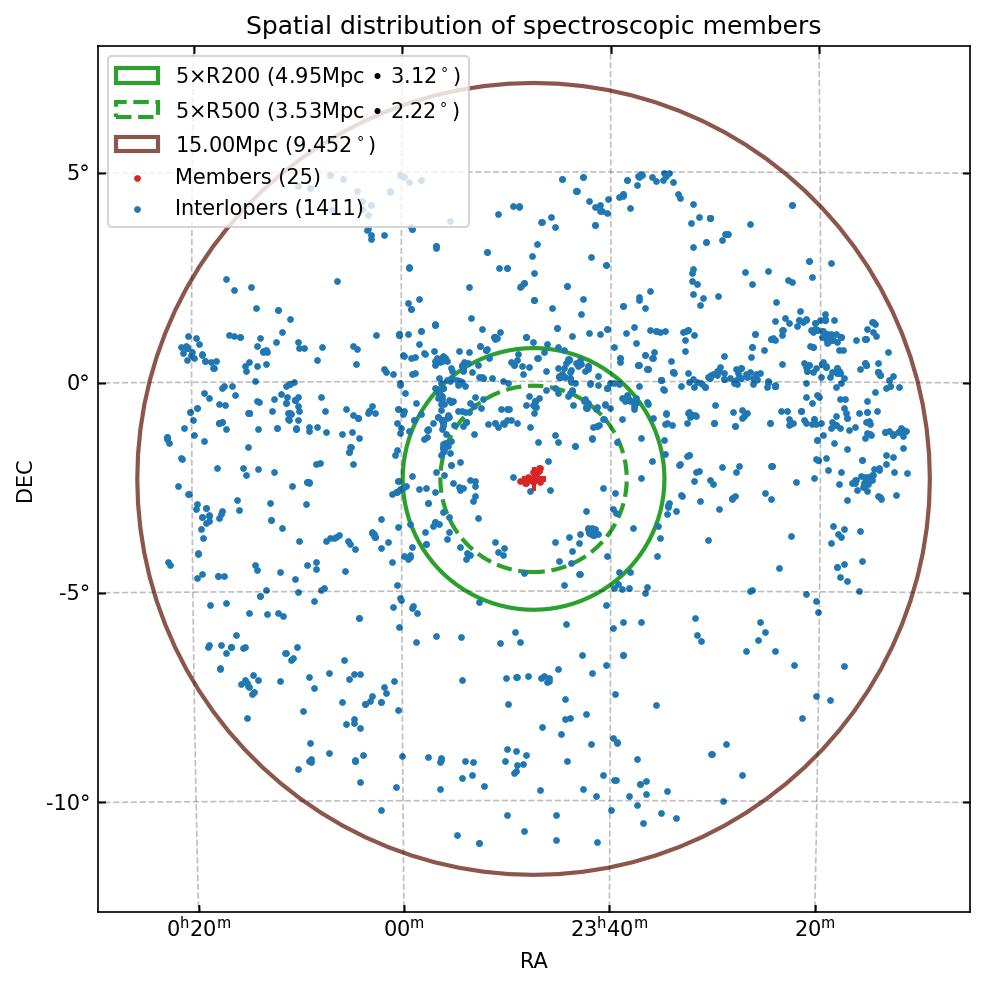 Spatial distribution of spectroscopic members
5×R200 (4.95Mpc • 3.12°)
5×R500 (3.53Mpc • 2.22°)
15.00Mpc (9.452°)
Members (25)
Interlopers (1411)
5°
0°
-5°
-10°
DEC
0ʰ20ᵐ
00ᵐ
23ʰ40ᵐ
20ᵐ
RA